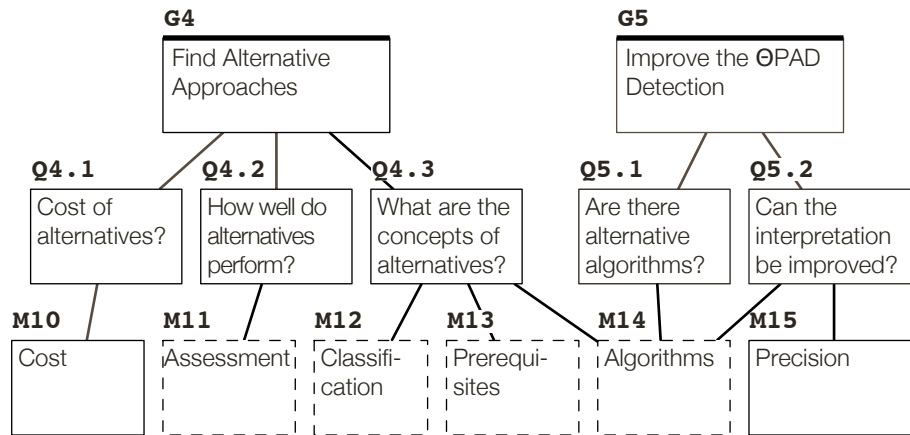 G4
G5
Find Alternative
Approaches
Improve the ΘPAD
Detection
Q4.1
Q4.2
Q4.3
Q5.1
Q5.2
Cost of
alternatives?
How well do
alternatives
perform?
What are the
concepts of
alternatives?
Are there
alternative
algorithms?
Can the
interpretation
be improved?
M10
M11
M12
M13
M14
M15
Cost
Assessment
Classifi-
cation
Prerequi-
sites
Algorithms
Precision